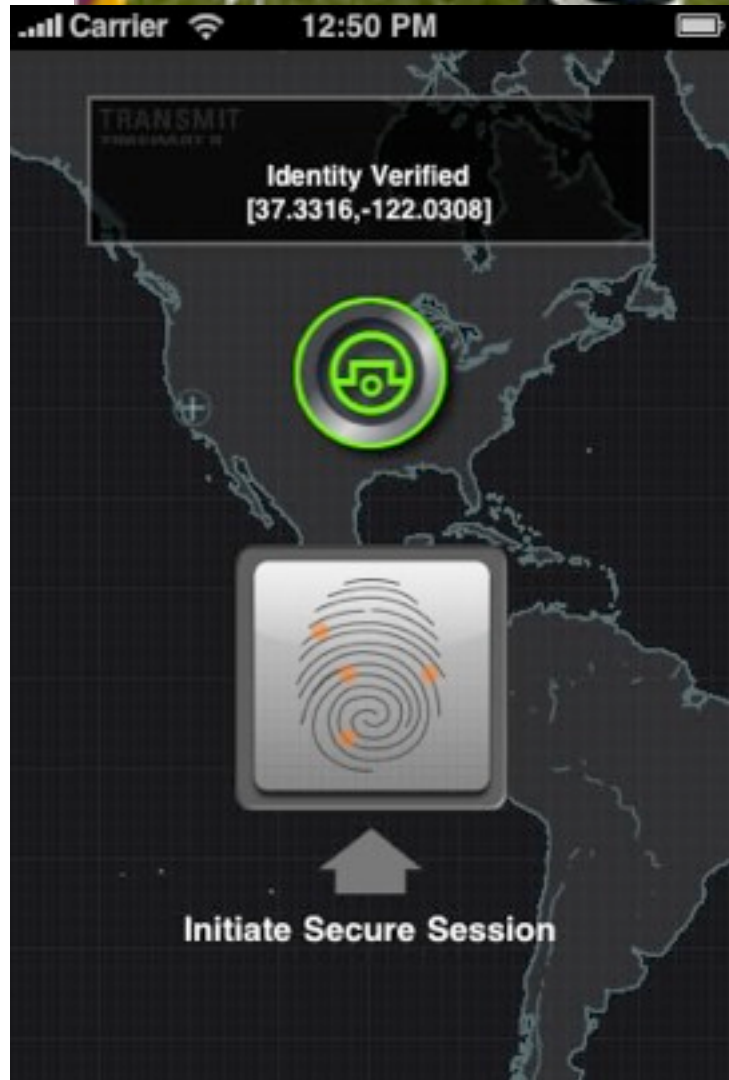 Carrier 12:50 PM
TRANSMIT
Identity Verified
[37.3316,-122.0308]
Initiate Secure Session